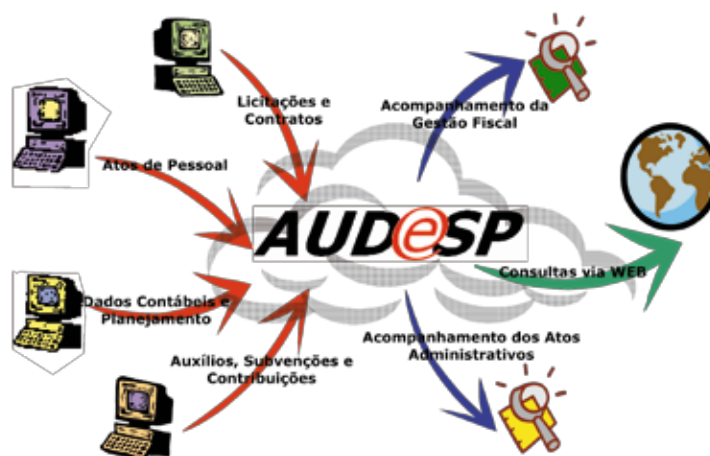 Licitações e
Contratos
Acompanhamento da
Gestão Fiscal
Atos de Pessoal
AUDeSP
Consultas via WEB
Dados Contábeis e
Planejamento
Acompanhamento dos Atos
Administrativos
Auxílios, Subvenções e
Contribuições